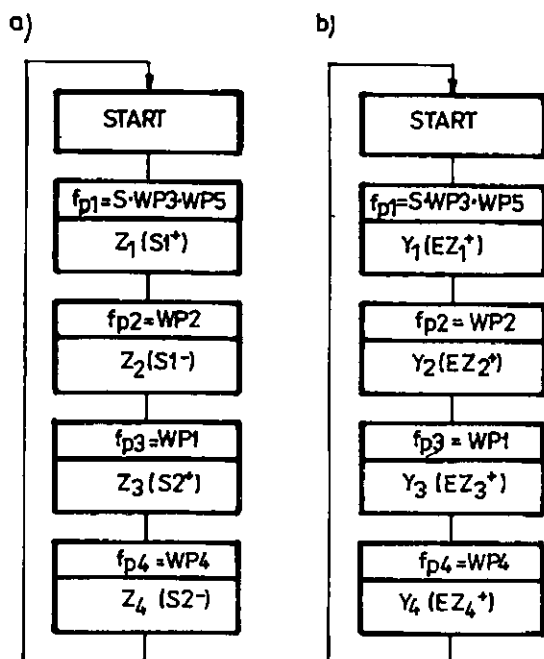 a)
START
fp1=S·WP3·WP5
Z1 (S1+)
fp2=WP2
Z2 (S1-)
fp3=WP1
Z3 (S2+)
fp4=WP4
Z4 (S2-)
b)
START
fp1=S·WP3·WP5
Y1 (EZ1+)
fp2=WP2
Y2 (EZ2+)
fp3=WP1
Y3 (EZ3+)
fp4=WP4
Y4 (EZ4+)